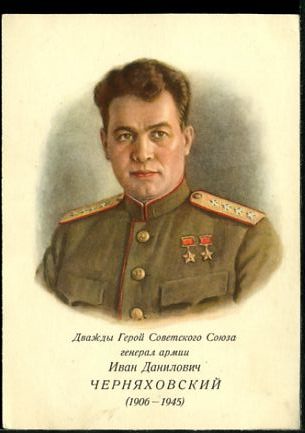 Дважды Герой Советского Союза
генерал армии
Иван Данилович
ЧЕРНЯХОВСКИЙ
(1906—1945)